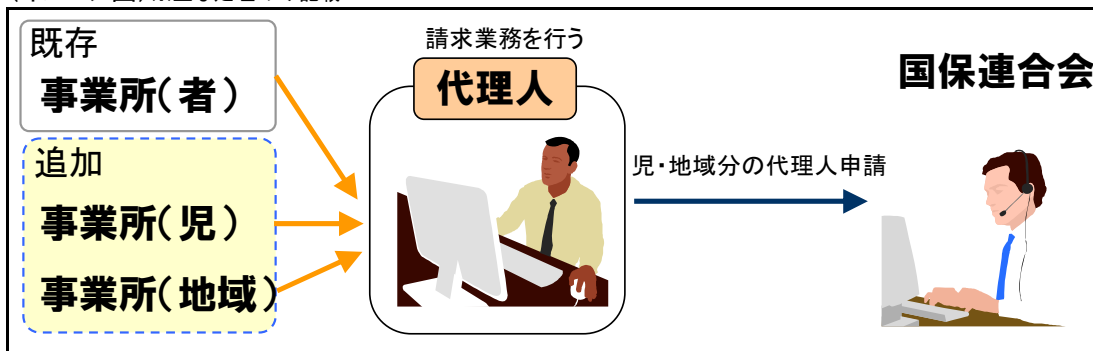 既存
事業所(者)
追加
事業所(児)
事業所(地域)
請求業務を行う
代理人
児・地域分の代理人申請
国保連合会